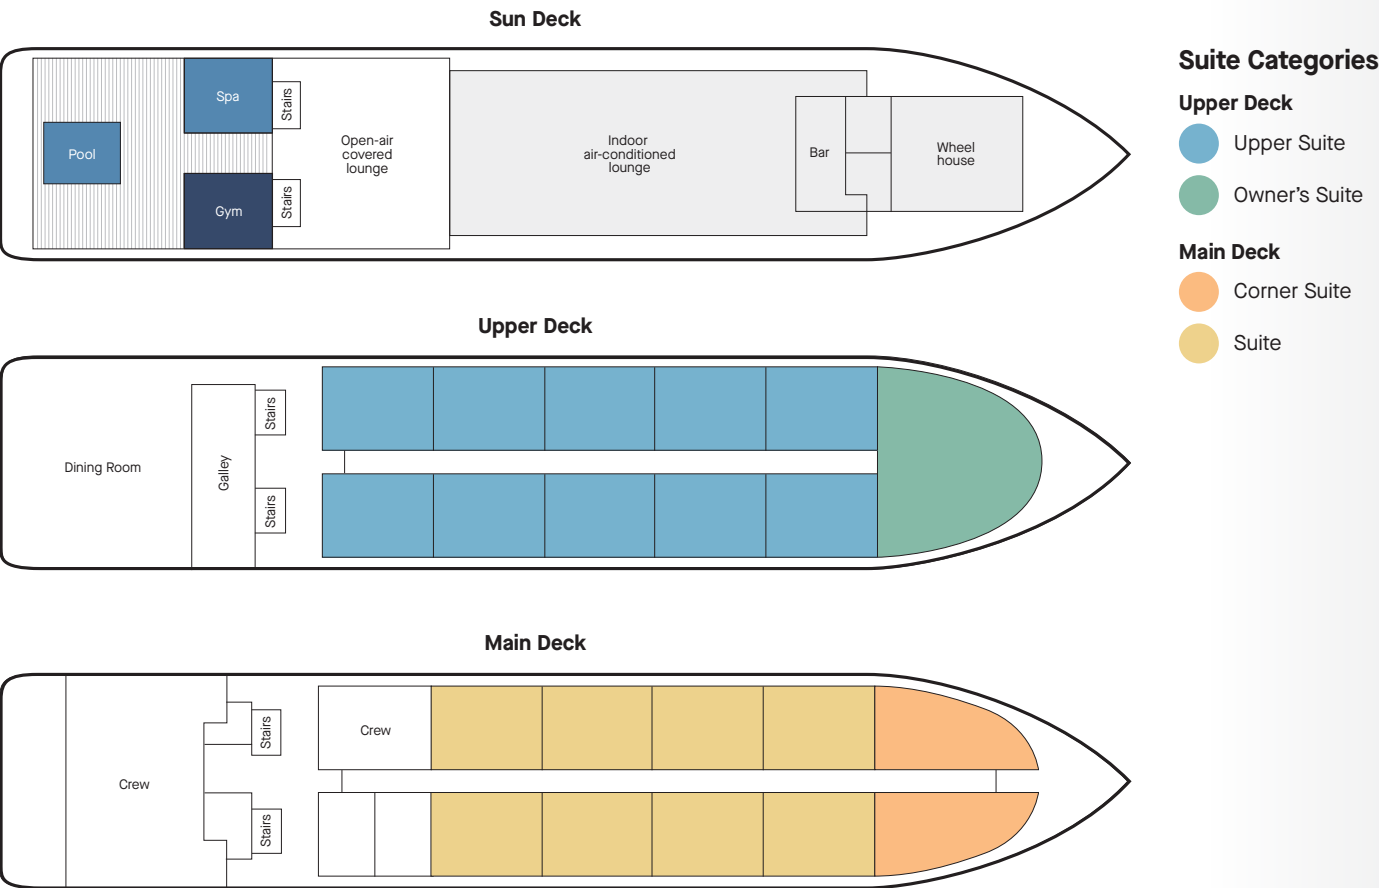 Sun Deck
Spa
Stairs
Pool
Open-air
covered
lounge
Indoor
air-conditioned
lounge
Bar
Wheel
house
Gym
Stairs
Upper Deck
Stairs
Dining Room
Galley
Stairs
Main Deck
Stairs
Crew
Crew
Stairs
Suite Categories
Upper Deck
Upper Suite
Owner's Suite
Main Deck
Corner Suite
Suite